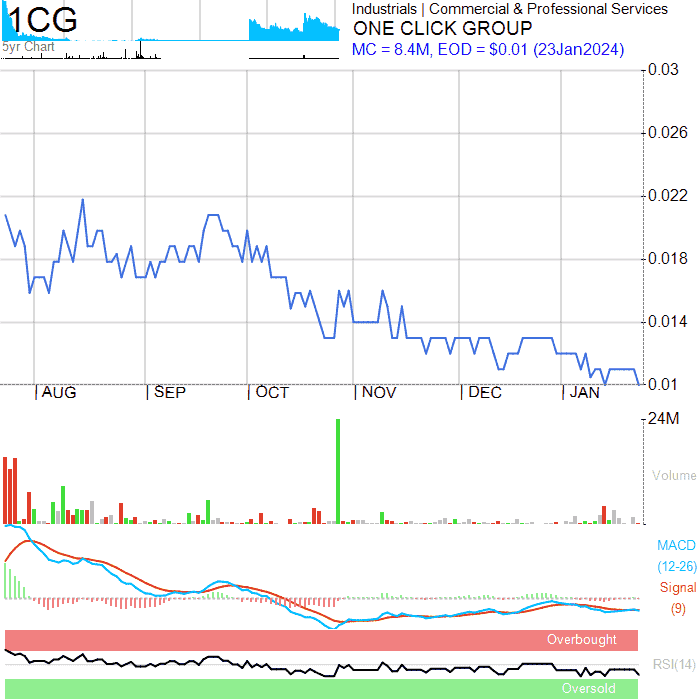 1CG
5yr Chart
Industrials | Commercial & Professional Services
ONE CLICK GROUP
MC = 8.4M, EOD = $0.01 (23Jan2024)
0.03
0.026
0.022
0.018
0.014
0.01
| AUG | SEP | OCT | NOV | DEC | JAN
24M
Volume
MACD
(12-26)
Signal
(9)
Overbought
RSI(14)
Oversold